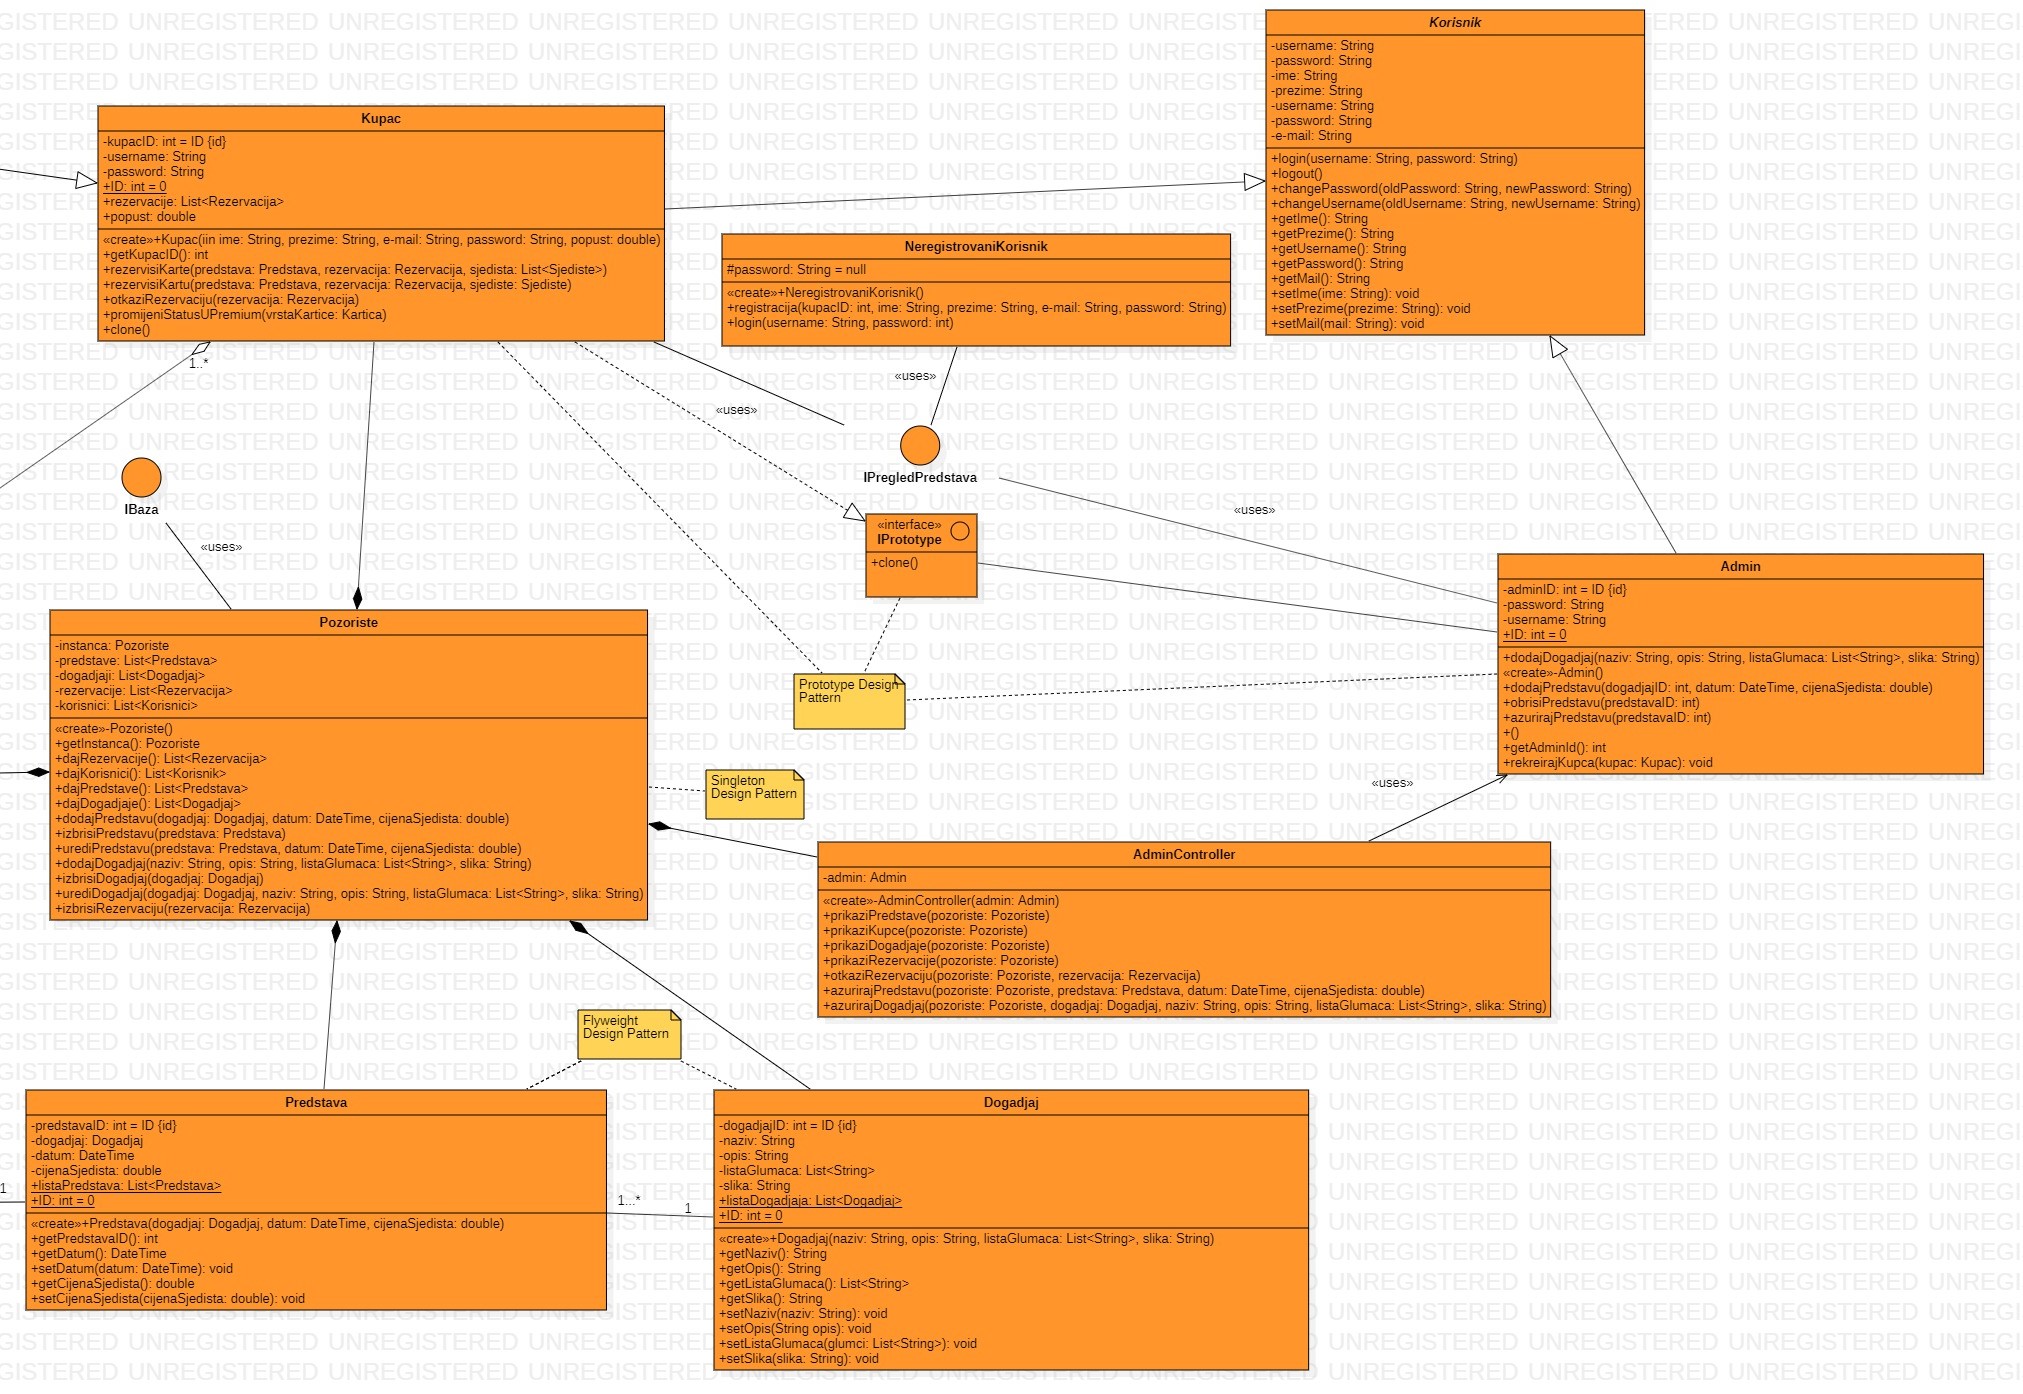 Korisnik
-username: String
-password: String
-ime: String
-prezime: String
-username: String
-password: String
-e-mail: String
+login(username: String, password: String)
+logout()
+changePassword(oldPassword: String, newPassword: String)
+changeUsername(oldUsername: String, newUsername: String)
+getIme(): String
+getPrezime(): String
+getUsername(): String
+getPassword(): String
+getMail(): String
+setIme(ime: String): void
+setPrezime(prezime: String): void
+setMail(mail: String): void
Kupac
-kupacID: int = ID {id}
-username: String
-password: String
+ID: int = 0
+rezervacije: List<Rezervacija>
+popust: double
«create»+Kupac(iin ime: String, prezime: String, e-mail: String, password: String, popust: double)
+getKupacID(): int
+rezervisiKarte(predstava: Predstava, rezervacija: Rezervacija, sjedista: List<Sjediste>)
+rezervisiKartu(predstava: Predstava, rezervacija: Rezervacija, sjediste: Sjediste)
+otkaziRezervaciju(rezervacija: Rezervacija)
+promijeniStatusUPremium(vrstaKartice: Kartica)
+clone()
1..*
NeregistrovaniKorisnik
#password: String = null
«create»+NeregistrovaniKorisnik()
+registracija(kupacID: int, ime: String, prezime: String, e-mail: String, password: String)
+login(username: String, password: int)
«uses»
«uses»
IPregledPredstava
IBaza
«uses»
«uses»
«interface»
IPrototype
+clone()
Admin
-adminID: int = ID {id}
-password: String
-username: String
+ID: int = 0
+dodajDogadjaj(naziv: String, opis: String, listaGlumaca: List<String>, slika: String)
«create»-Admin()
+dodajPredstavu(dogadjajID: int, datum: DateTime, cijenaSjedista: double)
+obrisiPredstavu(predstavaID: int)
+azurirajPredstavu(predstavaID: int)
+()
+getAdminId(): int
+rekreirajKupca(kupac: Kupac): void
Pozoriste
-instanca: Pozoriste
-predstave: List<Predstava>
-dogadjaji: List<Dogadjaj>
-rezervacije: List<Rezervacija>
-korisnici: List<Korisnici>
«create»-Pozoriste()
+getInstanca(): Pozoriste
+dajRezervacije(): List<Rezervacija>
+dajKorisnici(): List<Korisnik>
+dajPredstave(): List<Predstava>
+dajDogadjaje(): List<Dogadjaj>
+dodajPredstavu(dogadjaj: Dogadjaj, datum: DateTime, cijenaSjedista: double)
+izbrisiPredstavu(predstava: Predstava)
+urediPredstavu(predstava: Predstava, datum: DateTime, cijenaSjedista: double)
+dodajDogadjaj(naziv: String, opis: String, listaGlumaca: List<String>, slika: String)
+izbrisiDogadjaj(dogadjaj: Dogadjaj)
+urediDogadjaj(dogadjaj: Dogadjaj, naziv: String, opis: String, listaGlumaca: List<String>, slika: String)
+izbrisiRezervaciju(rezervacija: Rezervacija)
Prototype Design
Pattern
Singleton
Design Pattern
«uses»
AdminController
-admin: Admin
«create»-AdminController(admin: Admin)
+prikaziPredstave(pozoriste: Pozoriste)
+prikaziKupce(pozoriste: Pozoriste)
+prikaziDogadjaje(pozoriste: Pozoriste)
+prikaziRezervacije(pozoriste: Pozoriste)
+otkaziRezervaciju(pozoriste: Pozoriste, rezervacija: Rezervacija)
+azurirajPredstavu(pozoriste: Pozoriste, predstava: Predstava, datum: DateTime, cijenaSjedista: double)
+azurirajDogadjaj(pozoriste: Pozoriste, dogadjaj: Dogadjaj, naziv: String, opis: String, listaGlumaca: List<String>, slika: String)
Flyweight
Design Pattern
Predstava
-predstavaID: int = ID {id}
-dogadjaj: Dogadjaj
-datum: DateTime
-cijenaSjedista: double
+listaPredstava: List<Predstava>
+ID: int = 0
«create»+Predstava(dogadjaj: Dogadjaj, datum: DateTime, cijenaSjedista: double)
+getPredstavaID(): int
+getDatum(): DateTime
+setDatum(datum: DateTime): void
+getCijenaSjedista(): double
+setCijenaSjedista(cijenaSjedista: double): void
1
1...*
1
Dogadjaj
-dogadjajID: int = ID {id}
-naziv: String
-opis: String
-listaGlumaca: List<String>
-slika: String
+listaDogadjaja: List<Dogadjaj>
+ID: int = 0
«create»+Dogadjaj(naziv: String, opis: String, listaGlumaca: List<String>, slika: String)
+getNaziv(): String
+getOpis(): String
+getListaGlumaca(): List<String>
+getSlika(): String
+setNaziv(naziv: String): void
+setOpis(String opis): void
+setListaGlumaca(glumci: List<String>): void
+setSlika(slika: String): void
UNREGISTERED